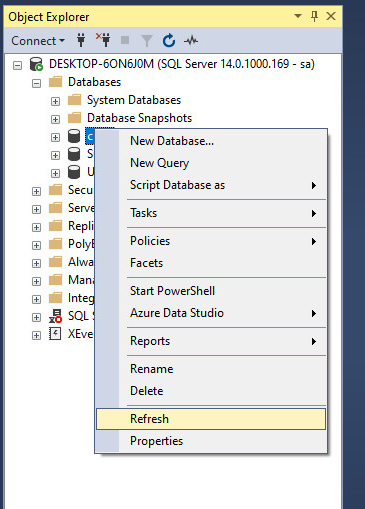 Object Explorer
Connect
DESKTOP-6ON6J0M (SQL Server 14.0.1000.169 - sa)
Databases
System Databases
Database Snapshots
New Database...
New Query
Script Database as
Tasks
Policies
Facets
Start PowerShell
Azure Data Studio
Reports
Rename
Delete
Refresh
Properties
c
S
U
Secu
Serve
Repli
PolyB
Alwa
Mana
Integ
SQL S
XEve